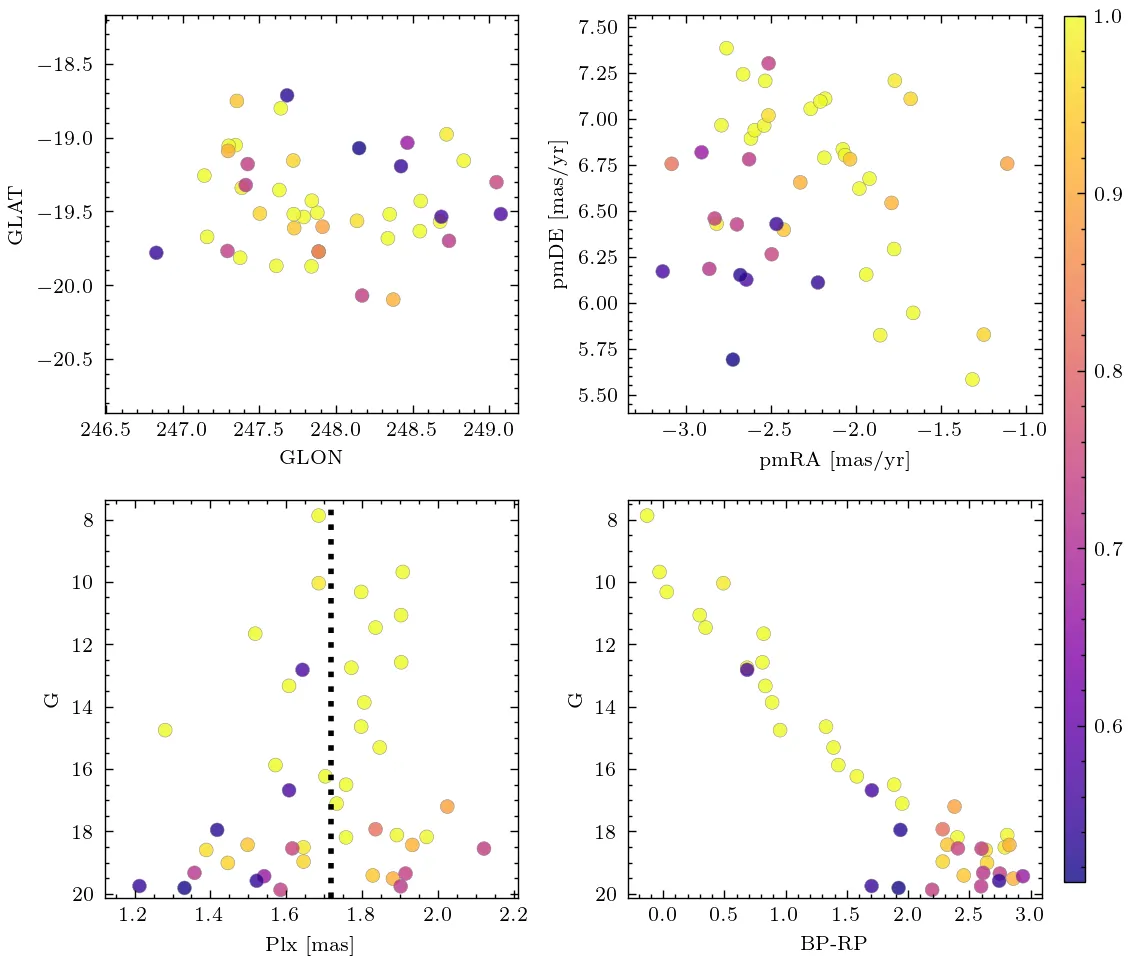 −18.5
−19.0
−19.5
−20.0
−20.5
GLAT
246.5 247.0 247.5 248.0 248.5 249.0
GLON
7.50
7.25
7.00
6.75
6.50
6.25
6.00
5.75
5.50
pmDE [mas/yr]
−3.0 −2.5 −2.0 −1.5 −1.0
pmRA [mas/yr]
1.0
0.9
0.8
0.7
0.6
8
10
12
14
16
18
20
G
1.2 1.4 1.6 1.8 2.0 2.2
Plx [mas]
8
10
12
14
16
18
20
G
0.0 0.5 1.0 1.5 2.0 2.5 3.0
BP-RP